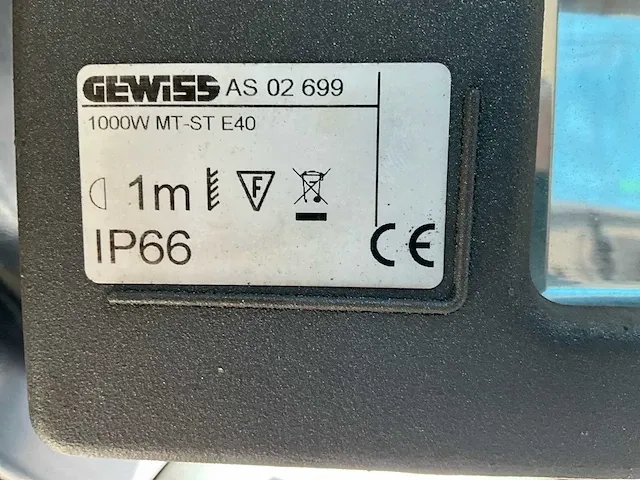 GEWISS AS 02 699
1000W MT-ST E40
1m F
IP66 CE